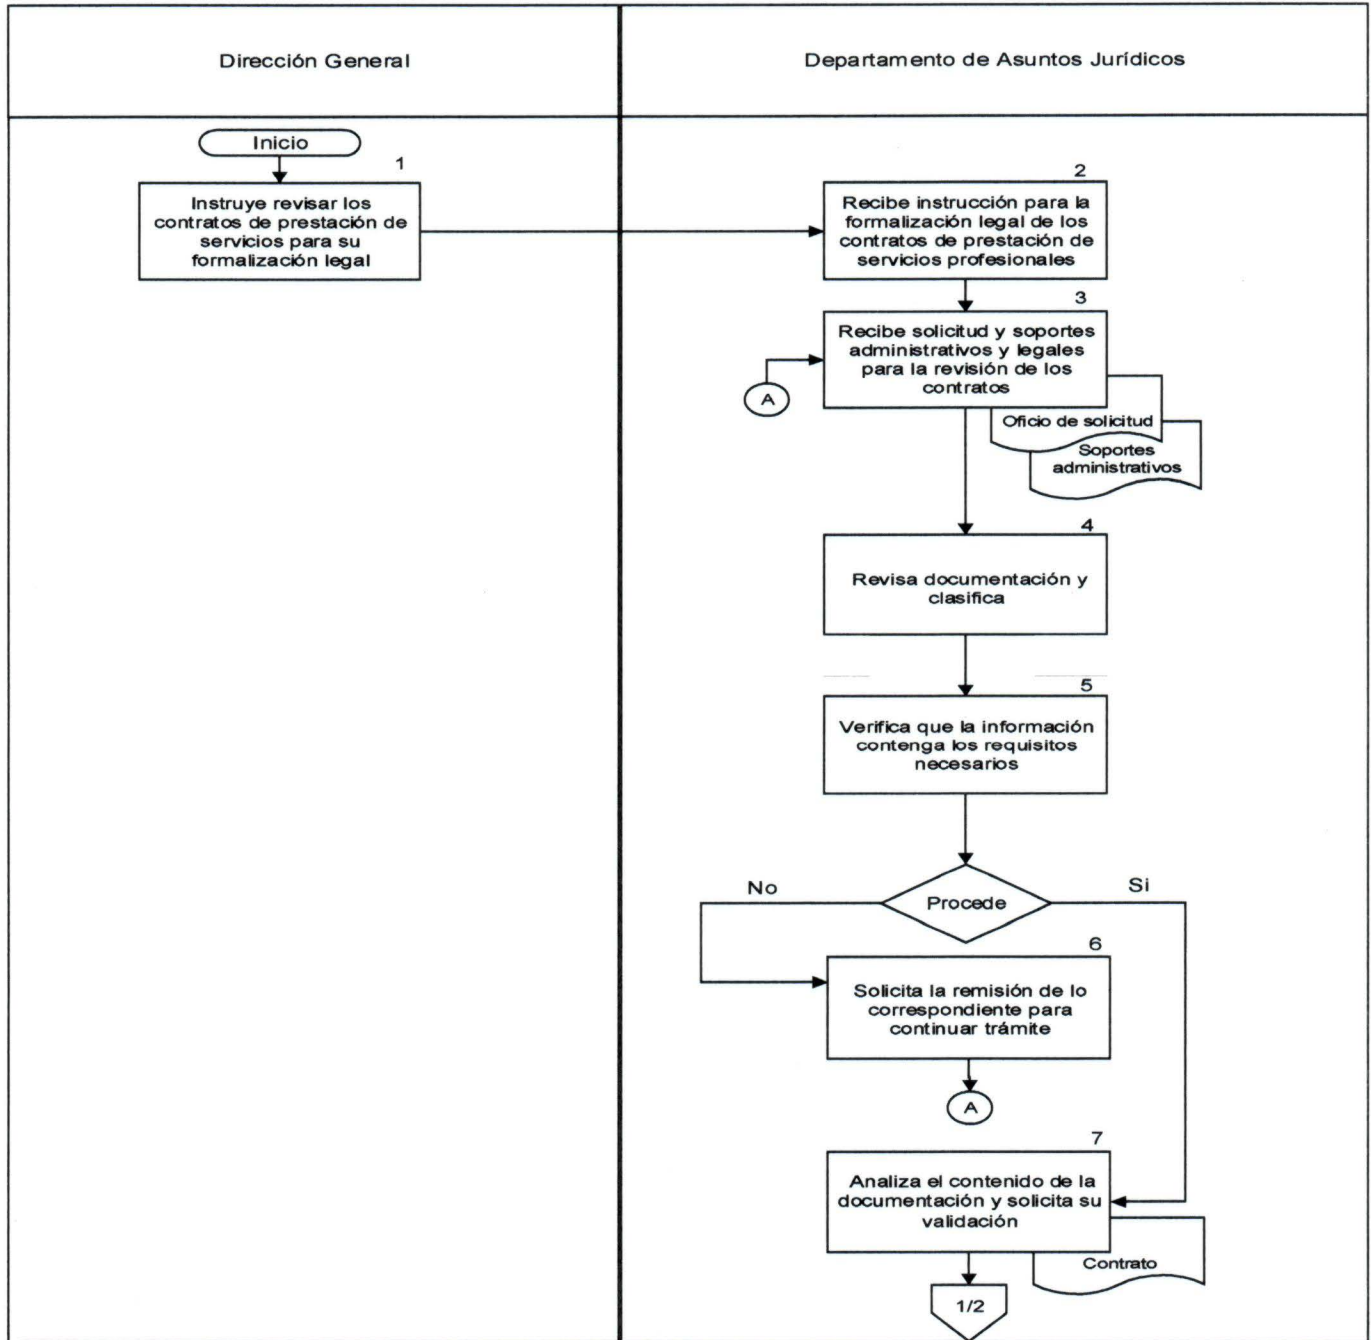 Dirección General
Departamento de Asuntos Jurídicos
Inicio
1
Instruye revisar los
contratos de prestación de
servicios para su
formalización legal
2
Recibe instrucción para la
formalización legal de los
contratos de prestación de
servicios profesionales
3
Recibe solicitud y soportes
administrativos y legales
para la revisión de los
contratos
A
Oficio de solicitud
Soportes
administrativos
4
Revisa documentación y
clasifica
5
Verifica que la información
contenga los requisitos
necesarios
No
Procede
Si
6
Solicita la remisión de lo
correspondiente para
continuar trámite
A
7
Analiza el contenido de la
documentación y solicita su
validación
Contrato
1/2